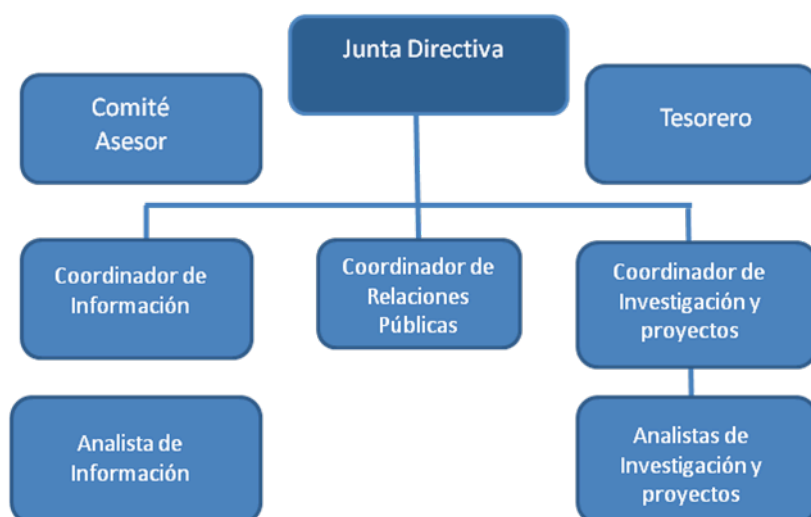 Junta Directiva
Comité
Asesor
Tesorero
Coordinador de
Información
Coordinador de
Relaciones
Públicas
Coordinador de
Investigación y
proyectos
Analista de
Información
Analistas de
Investigación y
proyectos